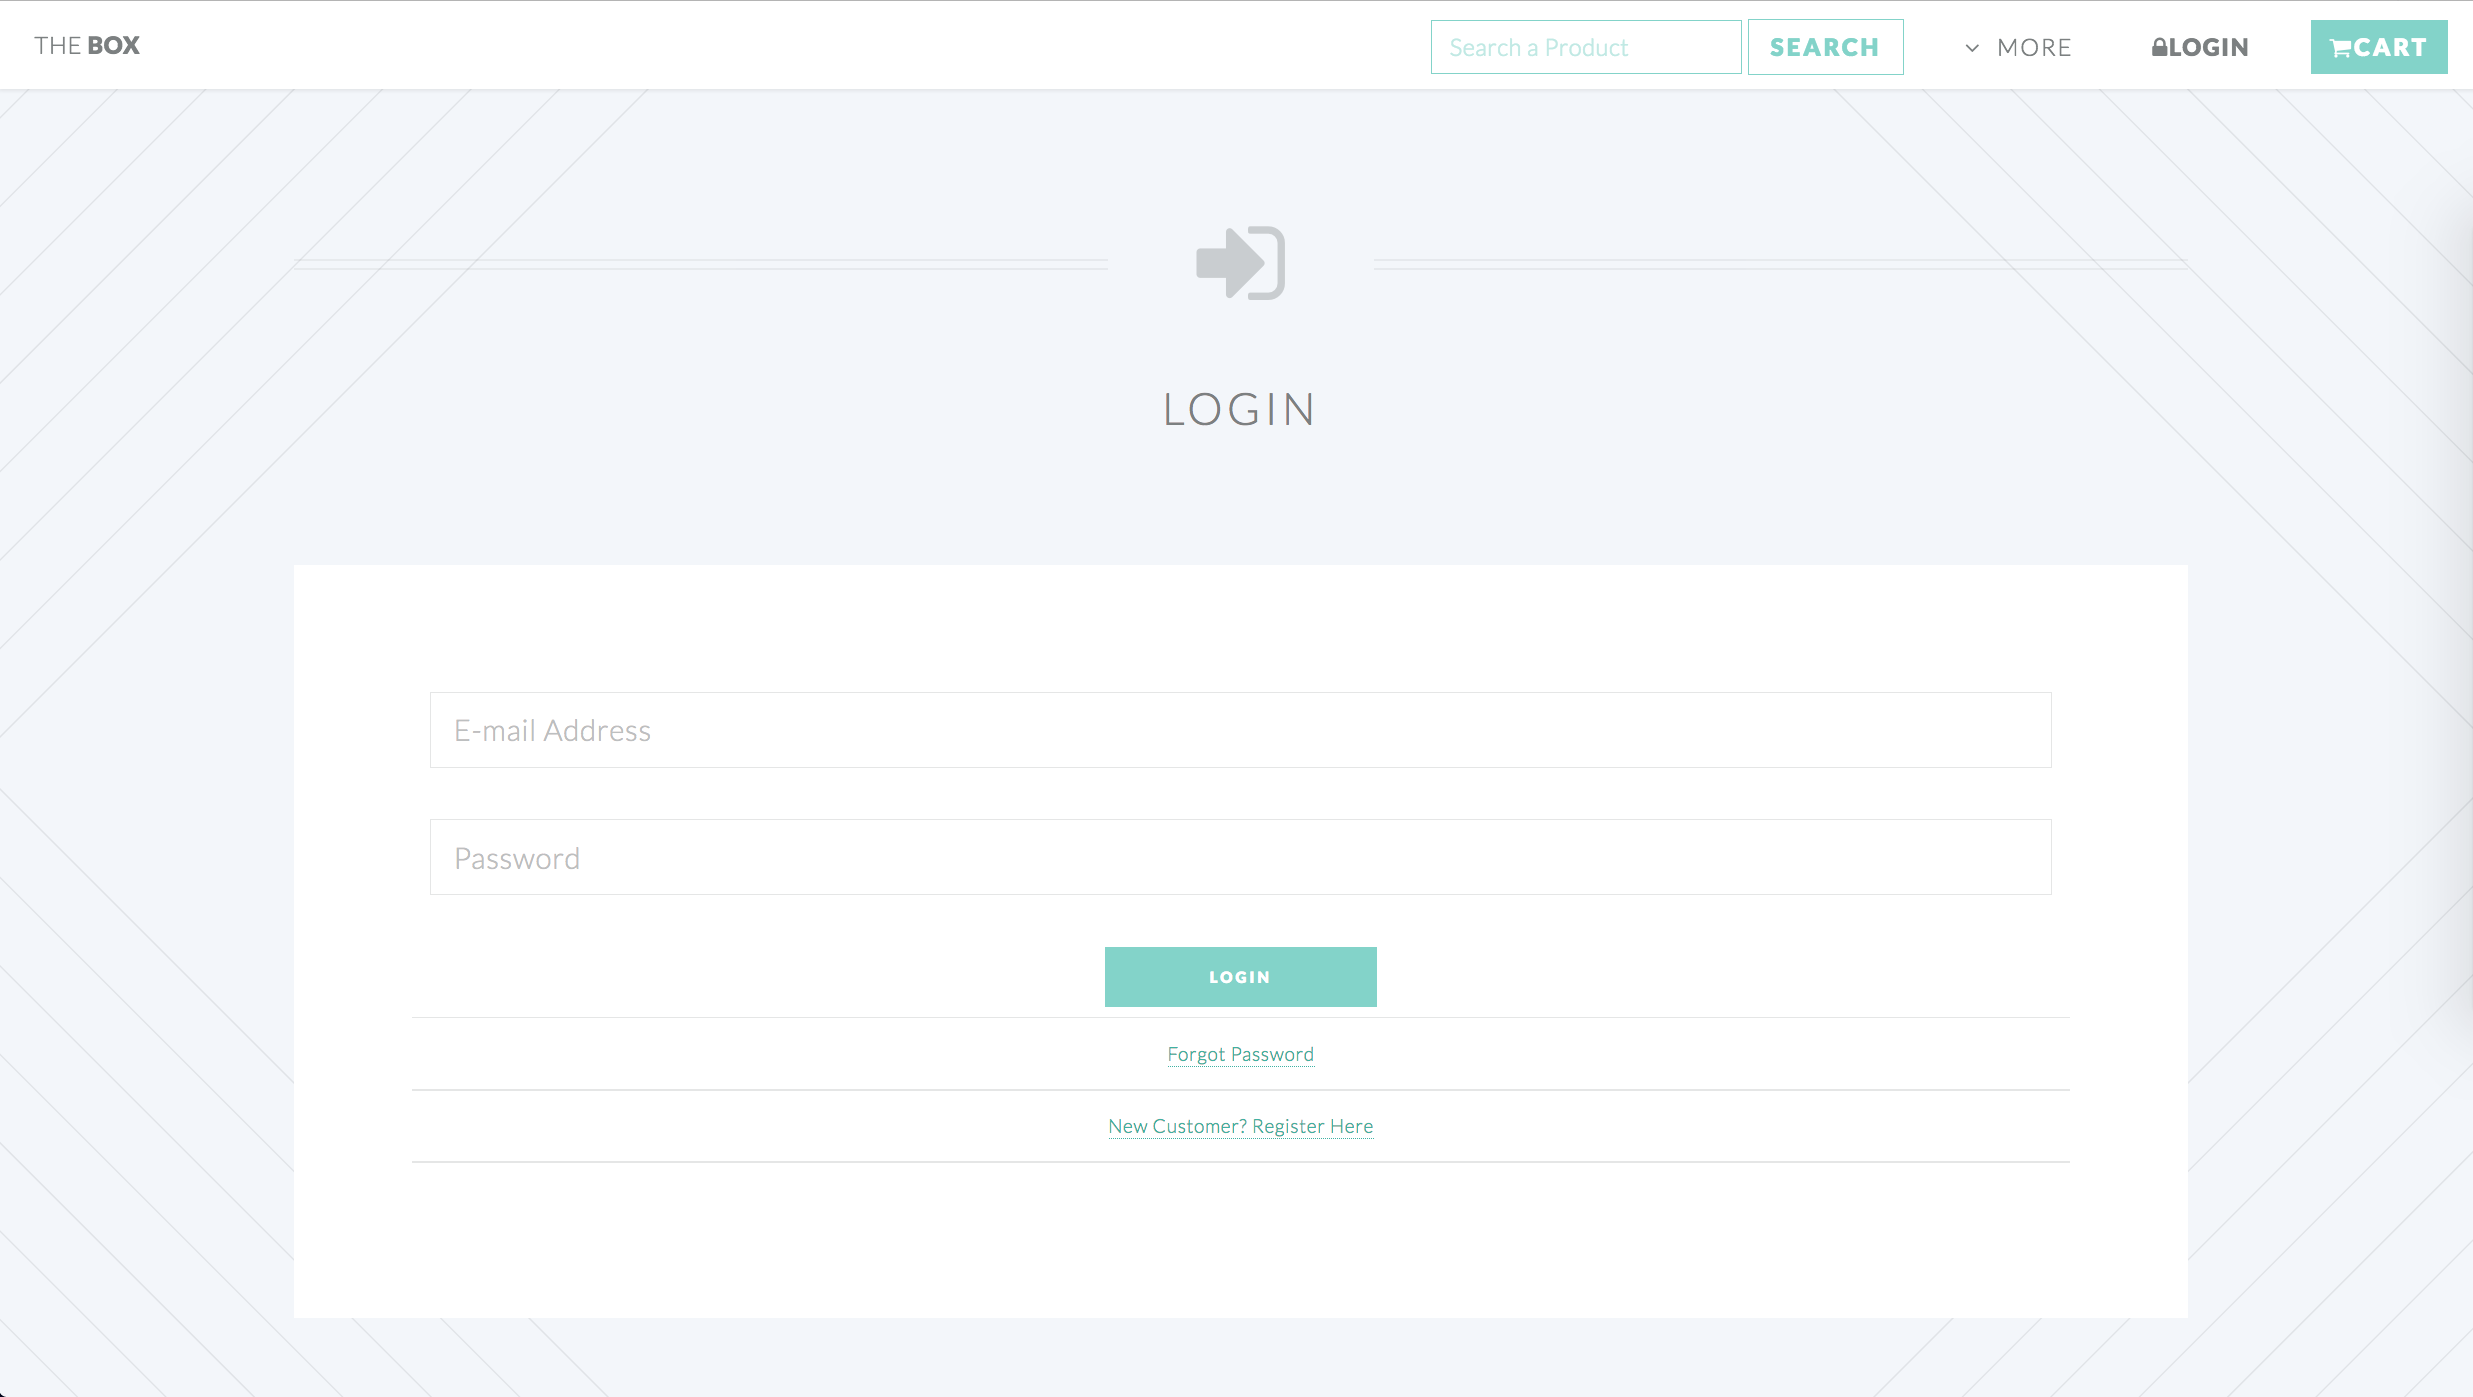 THE BOX
Search a Product
SEARCH
MORE
LOGIN
CART
LOGIN
E-mail Address
Password
LOGIN
Forgot Password
New Customer? Register Here